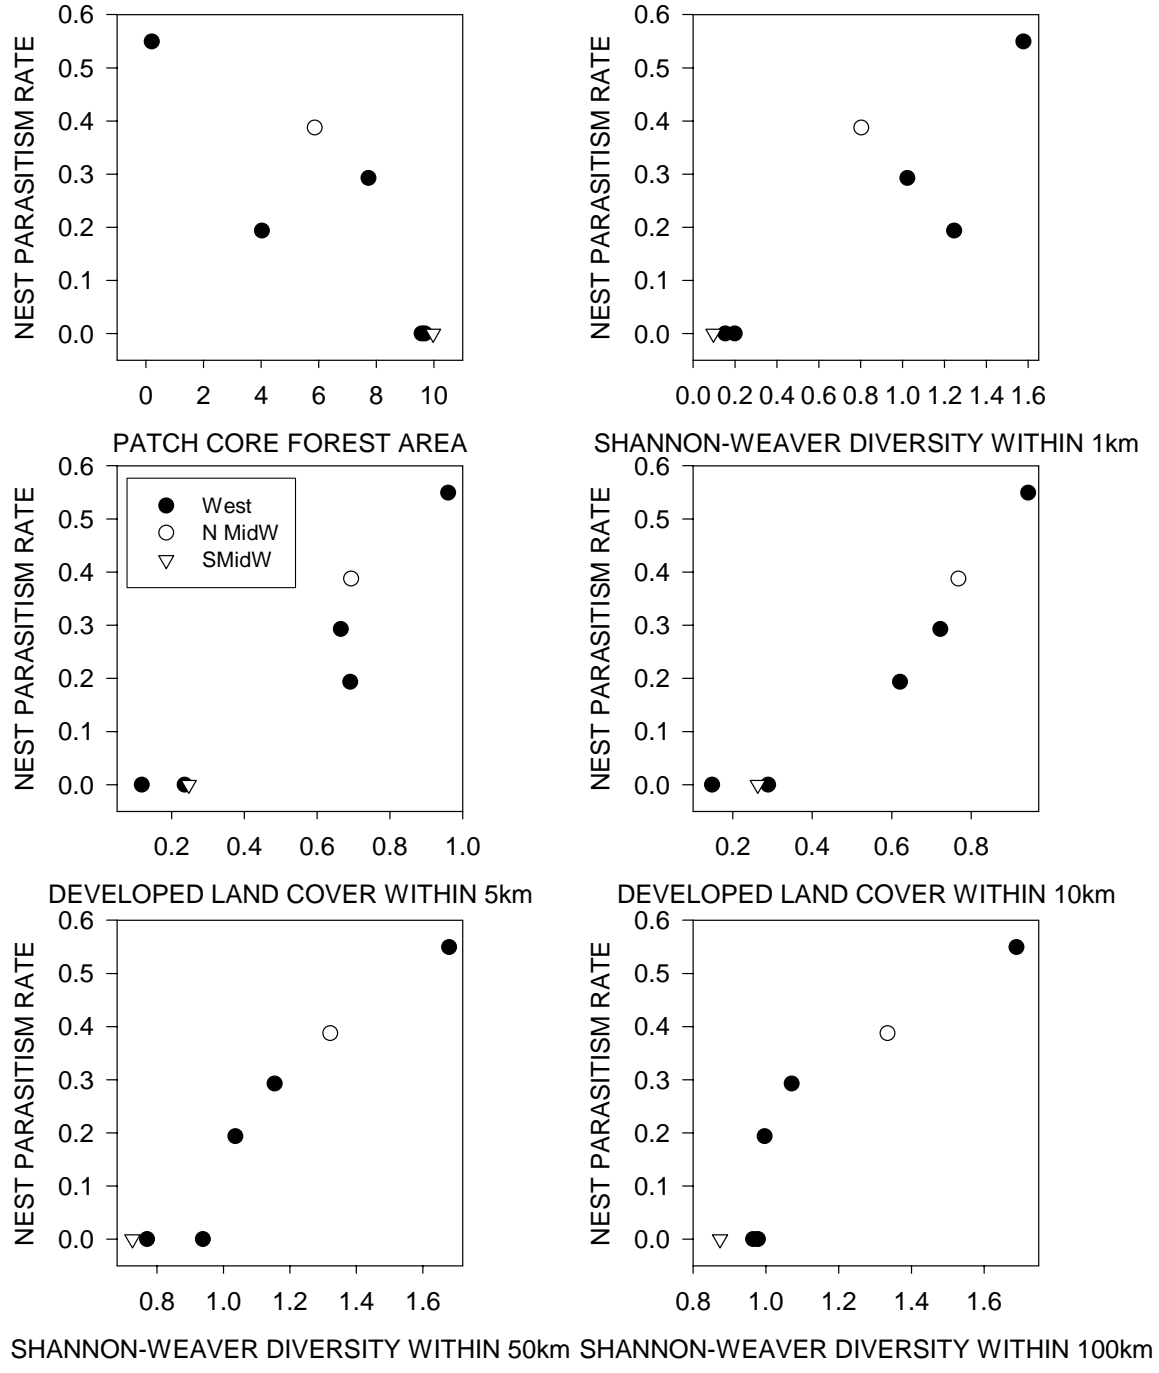 0.6
0.5
0.4
0.3
0.2
0.1
0.0
NEST PARASITISM RATE
0 2 4 6 8 10
PATCH CORE FOREST AREA
0.6
0.5
0.4
0.3
0.2
0.1
0.0
NEST PARASITISM RATE
0.0 0.2 0.4 0.6 0.8 1.0 1.2 1.4 1.6
SHANNON-WEAVER DIVERSITY WITHIN 1km
0.6
0.5
0.4
0.3
0.2
0.1
0.0
NEST PARASITISM RATE
West
N MidW
SMidW
0.2 0.4 0.6 0.8 1.0
DEVELOPED LAND COVER WITHIN 5km
0.6
0.5
0.4
0.3
0.2
0.1
0.0
NEST PARASITISM RATE
0.2 0.4 0.6 0.8
DEVELOPED LAND COVER WITHIN 10km
0.6
0.5
0.4
0.3
0.2
0.1
0.0
NEST PARASITISM RATE
0.8 1.0 1.2 1.4 1.6
SHANNON-WEAVER DIVERSITY WITHIN 50km
0.6
0.5
0.4
0.3
0.2
0.1
0.0
NEST PARASITISM RATE
0.8 1.0 1.2 1.4 1.6
SHANNON-WEAVER DIVERSITY WITHIN 100km